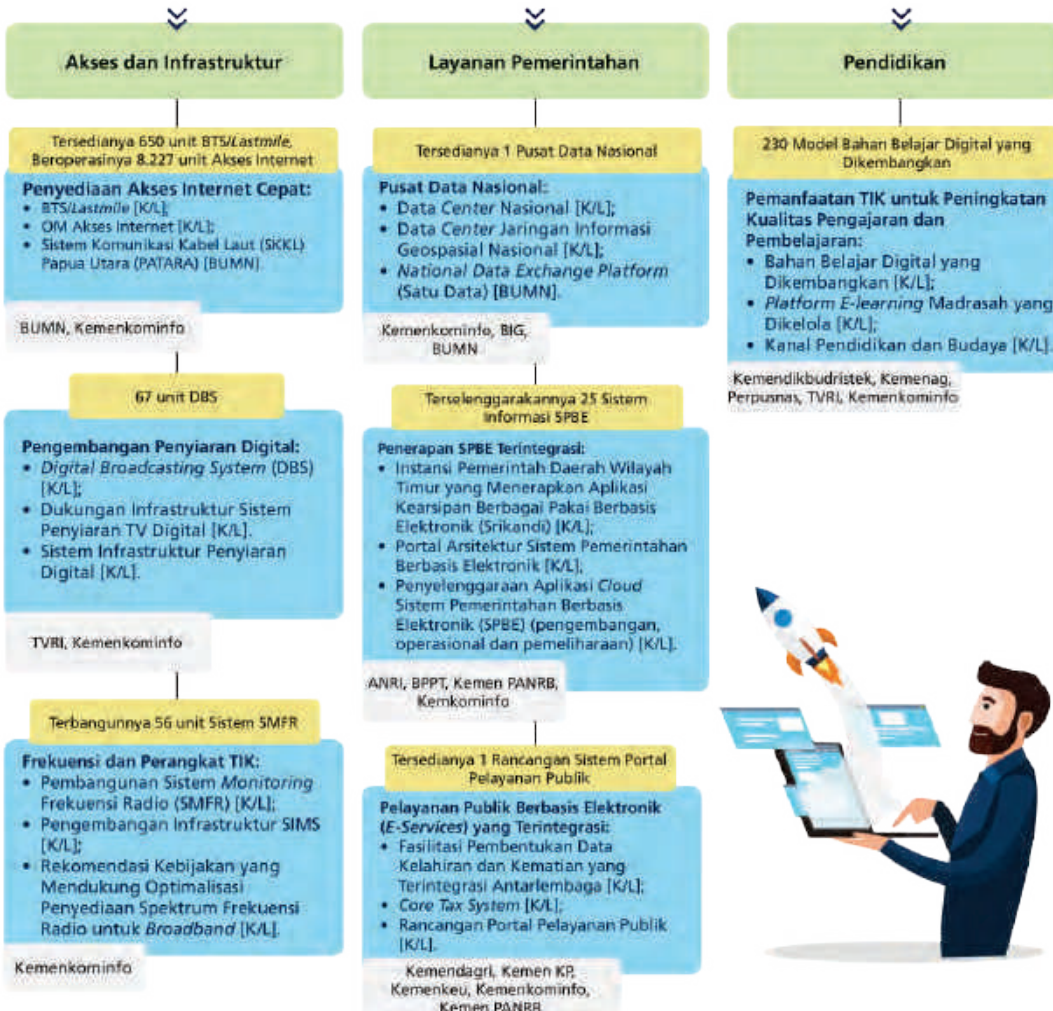 Akses dan Infrastruktur
Tersedianya 650 unit BTS/Lastmile,
Beroperasinya 8.227 unit Akses Internet
Penyediaan Akses Internet Cepat:
• BTS/Lastmile [K/L];
• OM Akses Internet [K/L];
• Sistem Komunikasi Kabel Laut (SKKL)
Papua Utara (PATARA) [BUMN].
BUMN, Kemenkominfo
67 unit DBS
Pengembangan Penyiaran Digital:
• Digital Broadcasting System (DBS)
[K/L];
• Dukungan Infrastruktur Sistem
Penyiaran TV Digital [K/L].
• Sistem Infrastruktur Penyiaran
Digital [K/L].
TVRI, Kemenkominfo
Terbangunnya 56 unit Sistem SMFR
Frekuensi dan Perangkat TIK:
• Pembangunan Sistem Monitoring
Frekuensi Radio (SMFR) [K/L];
• Pengembangan Infrastruktur SIMS
[K/L];
• Rekomendasi Kebijakan yang
Mendukung Optimalisasi
Penyediaan Spektrum Frekuensi
Radio untuk Broadband [K/L].
Kemenkominfo
Layanan Pemerintahan
Tersedianya 1 Pusat Data Nasional
Pusat Data Nasional:
• Data Center Nasional [K/L];
• Data Center Jaringan Informasi
Geospasial Nasional [K/L];
• National Data Exchange Platform
(Satu Data) [BUMN].
Kemenkominfo, BIG,
BUMN
Terselenggarakannya 25 Sistem
Informasi SPBE
Penerapan SPBE Terintegrasi:
• Instansi Pemerintah Daerah Wilayah
Timur yang Menerapkan Aplikasi
Kearsipan Berbagai Pakai Berbasis
Elektronik (Srikandi) [K/L];
• Portal Arsitektur Sistem Pemerintahan
Berbasis Elektronik [K/L];
• Penyelenggaraan Aplikasi Cloud
Sistem Pemerintahan Berbasis
Elektronik (SPBE) (pengembangan,
operasional dan pemeliharaan) [K/L].
ANRI, BPPT, Kemen PANRB,
Kemkominfo
Tersedianya 1 Rancangan Sistem Portal
Pelayanan Publik
Pelayanan Publik Berbasis Elektronik
(E-Services) yang Terintegrasi:
• Fasilitasi Pembentukan Data
Kelahiran dan Kematian yang
Terintegrasi Antarlembaga [K/L];
• Core Tax System [K/L];
• Rancangan Portal Pelayanan Publik
[K/L].
Kemendagri, Kemen KP,
Kemenkeu, Kemenkominfo,
Kemen PANRB
Pendidikan
230 Model Bahan Belajar Digital yang
Dikembangkan
Pemanfaatan TIK untuk Peningkatan
Kualitas Pengajaran dan
Pembelajaran:
• Bahan Belajar Digital yang
Dikembangkan [K/L];
• Platform E-learning Madrasah yang
Dikelola [K/L];
• Kanal Pendidikan dan Budaya [K/L].
Kemendikbudristek, Kemenag,
Perpusnas, TVRI, Kemenkominfo